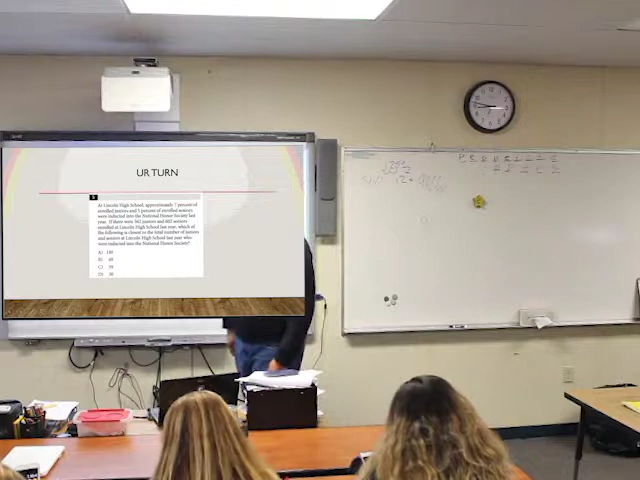 UR TURN
5
At Lincoln High School, approximately 7 percent of
enrolled juniors and 5 percent of enrolled seniors
were inducted into the National Honor Society last
year. If there were 562 juniors and 602 seniors
enrolled at Lincoln High School last year, which of
the following is closest to the total number of juniors
and seniors at Lincoln High School last year who
were inducted into the National Honor Society?
A) 140
B) 69
C) 39
D) 30